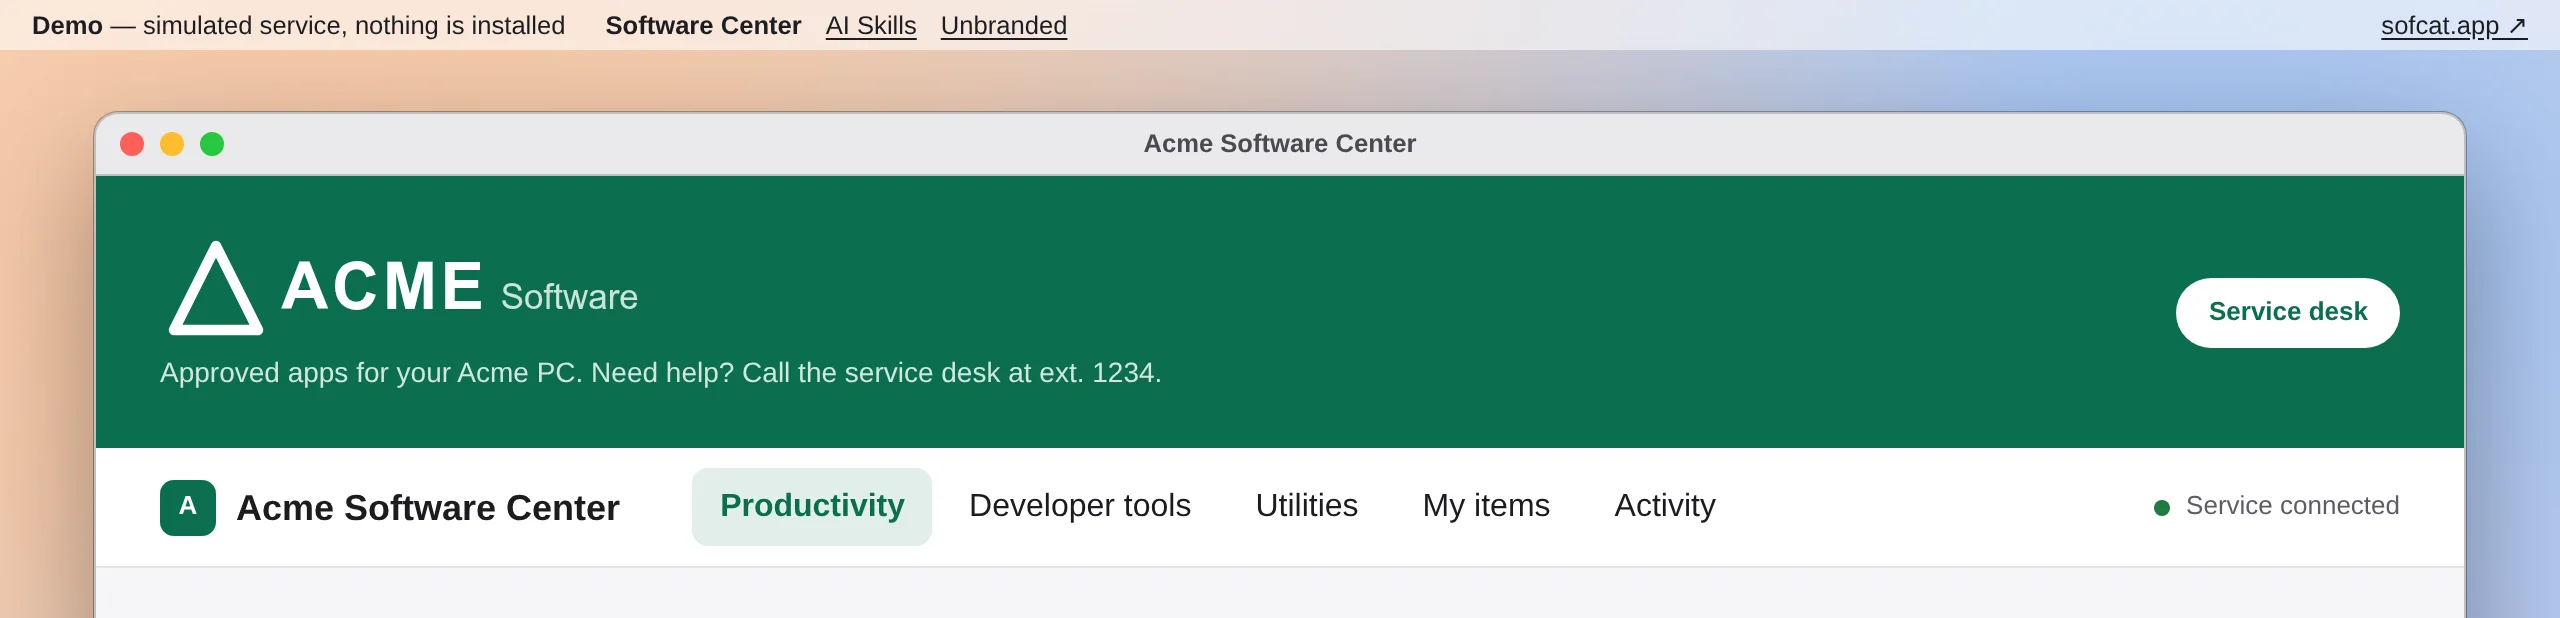 Demo — simulated service, nothing is installed Software Center AI Skills Unbranded sofcat.app ↗
Acme Software Center
ACME Software
Service desk
Approved apps for your Acme PC. Need help? Call the service desk at ext. 1234.
A Acme Software Center Productivity Developer tools Utilities My items Activity Service connected